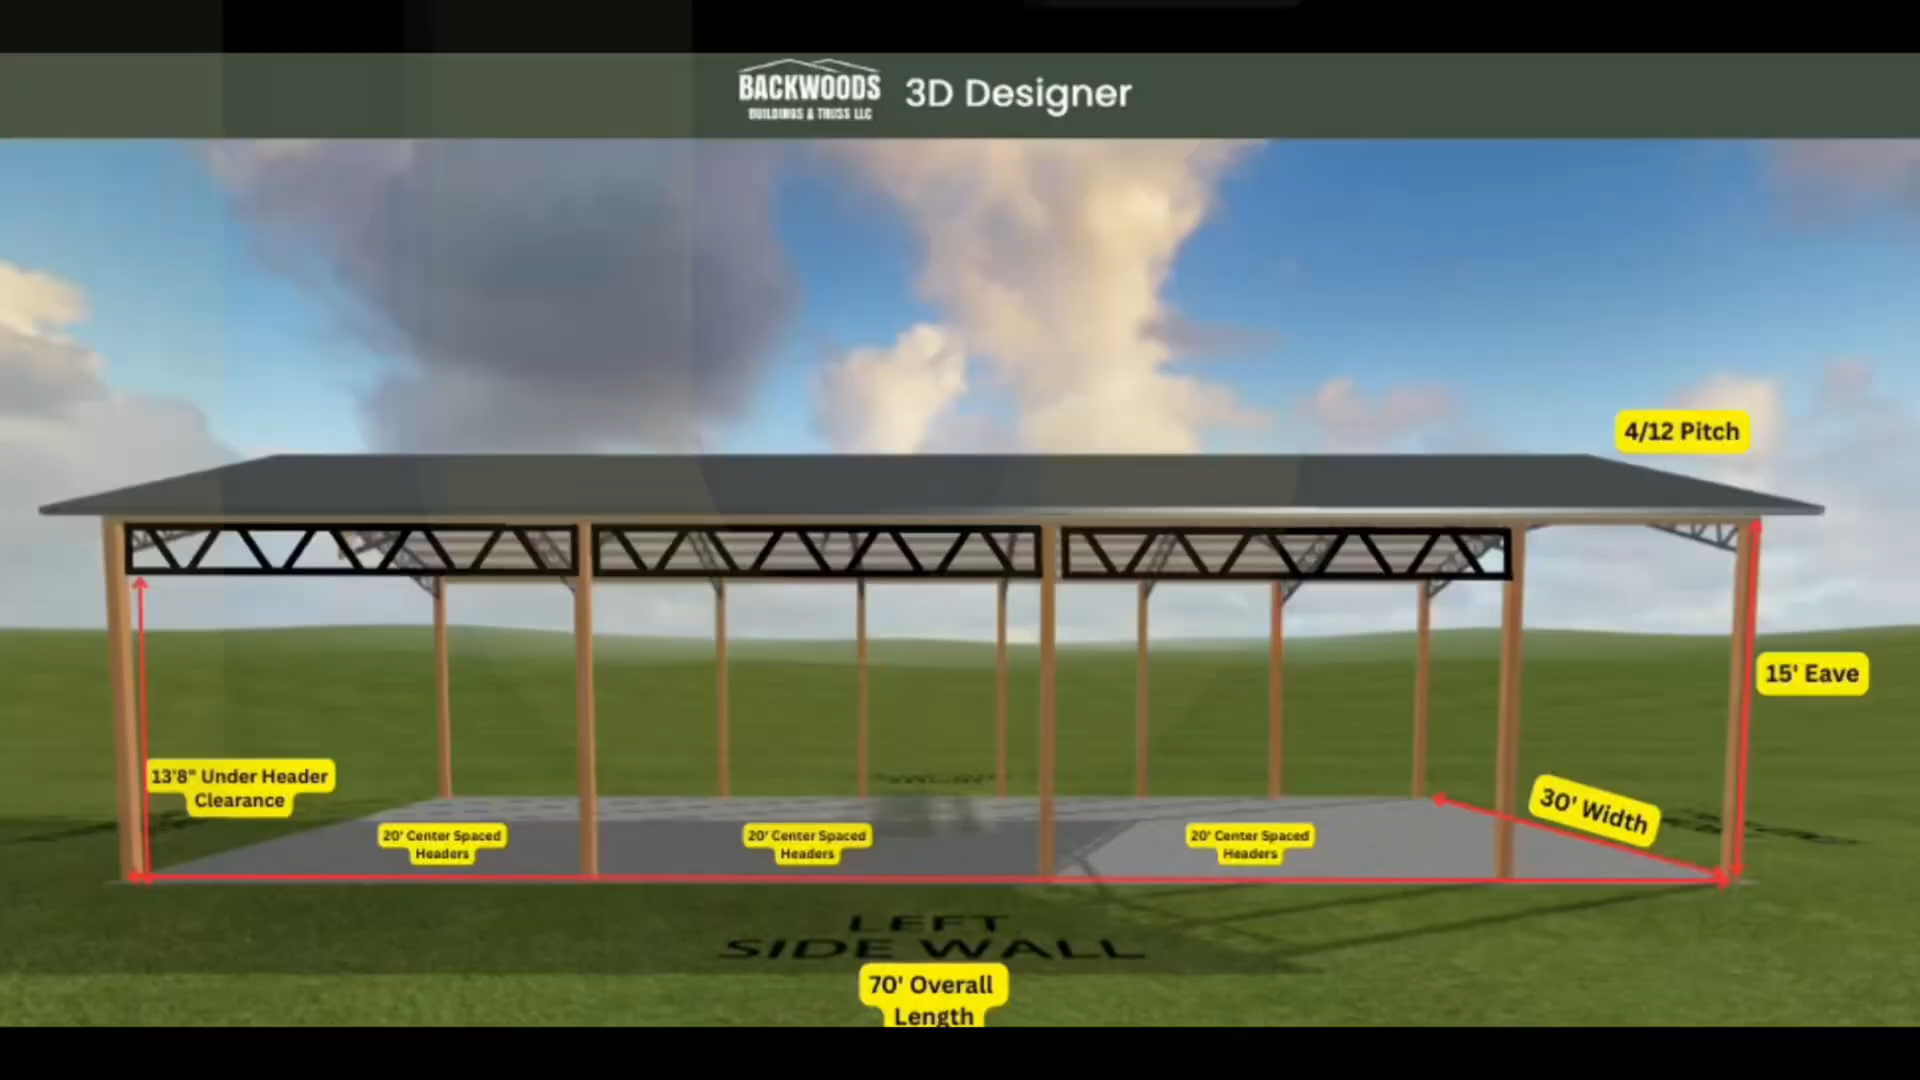 BACKWOODS
BUILDINGS & TRUSS LLC
3D Designer
4/12 Pitch
15' Eave
13'8" Under Header
Clearance
30' Width
20' Center Spaced
Headers
20' Center Spaced
Headers
20' Center Spaced
Headers
LEFT
SIDE WALL
70' Overall
Length